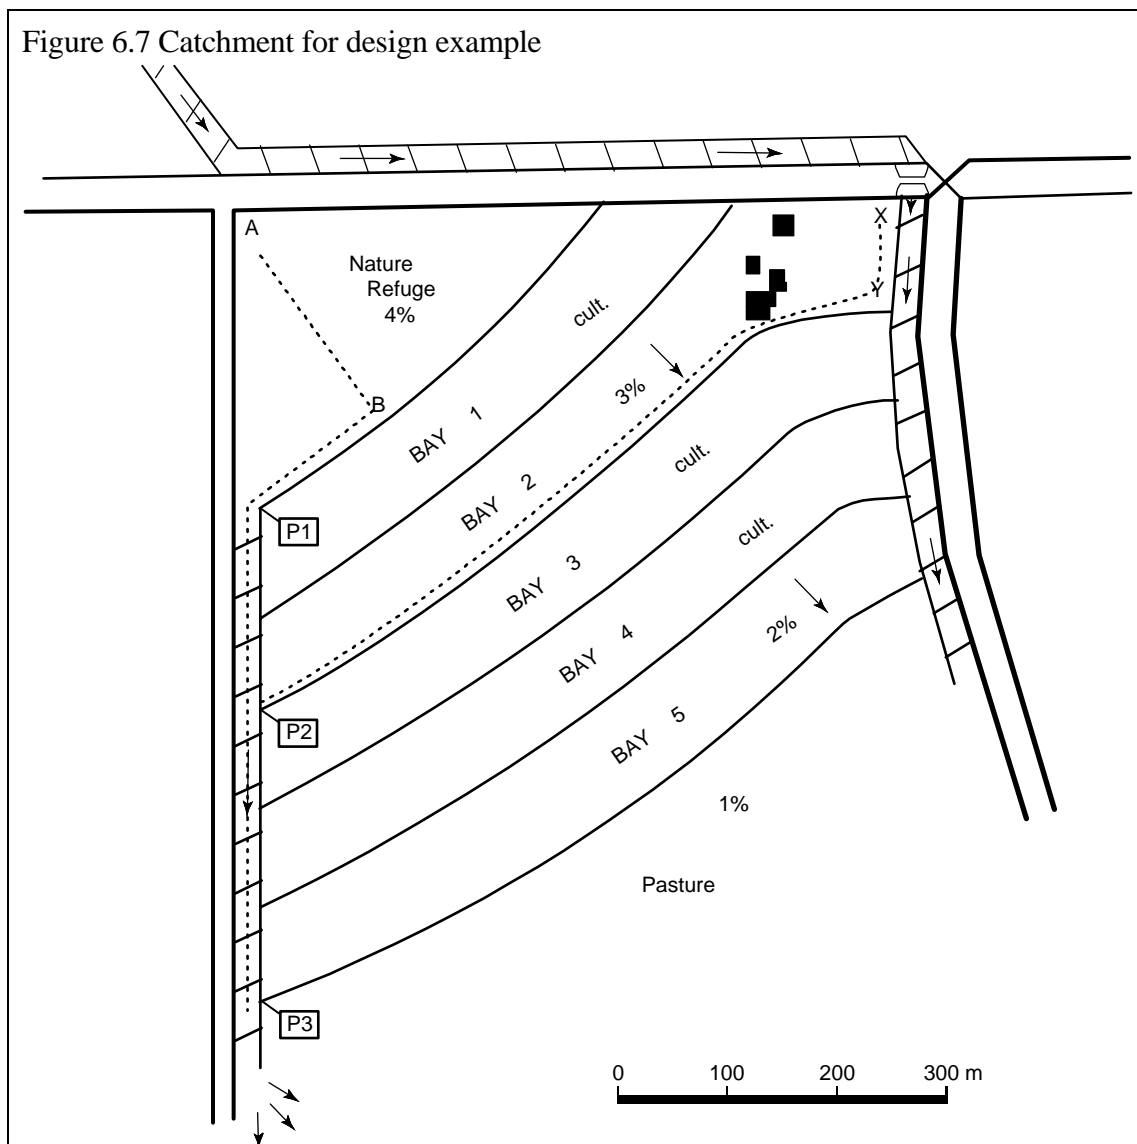 Figure 6.7 Catchment for design example
A
X
Nature
Refuge
4%
cult.
Y
3%
B
BAY 1
cult.
BAY 2
P1
cult.
BAY 3
2%
BAY 4
P2
BAY 5
1%
Pasture
P3
0 100 200 300 m